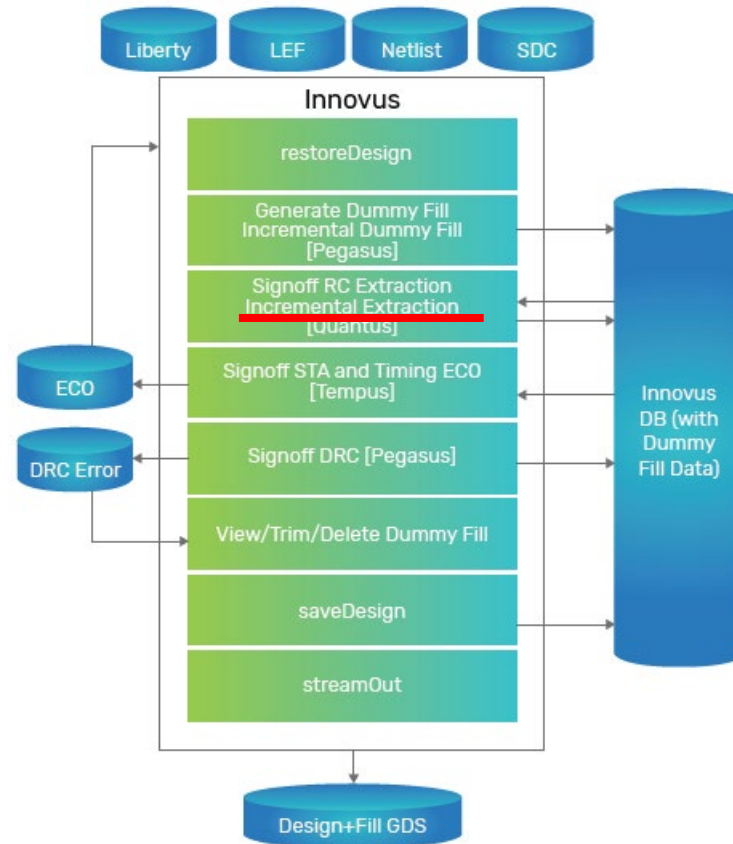 Liberty
LEF
Netlist
SDC
Innovus
restoreDesign
Generate Dummy Fill
Incremental Dummy Fill
[Pegasus]
Signoff RC Extraction
Incremental Extraction
[Quantus]
Signoff STA and Timing ECO
[Tempus]
ECO
Signoff DRC [Pegasus]
DRC Error
View/Trim/Delete Dummy Fill
saveDesign
streamOut
Innovus
DB (with
Dummy
Fill Data)
Design+Fill GDS